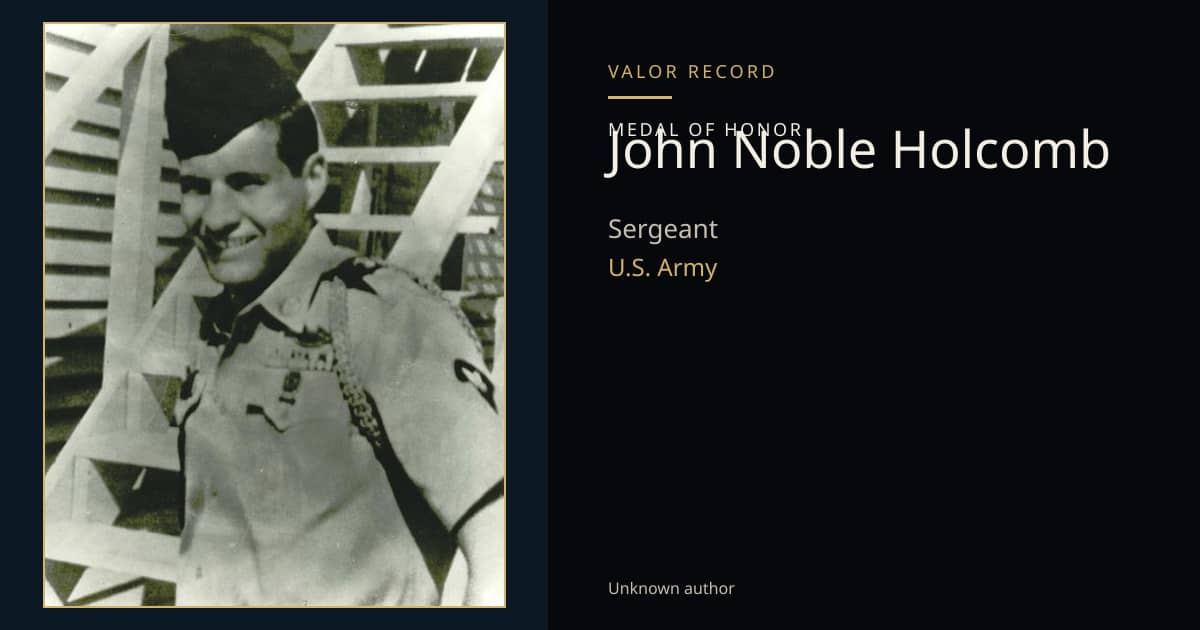 VALOR RECORD
MEDAL OF HONOR
John Noble Holcomb
Sergeant
U.S. Army
Unknown author